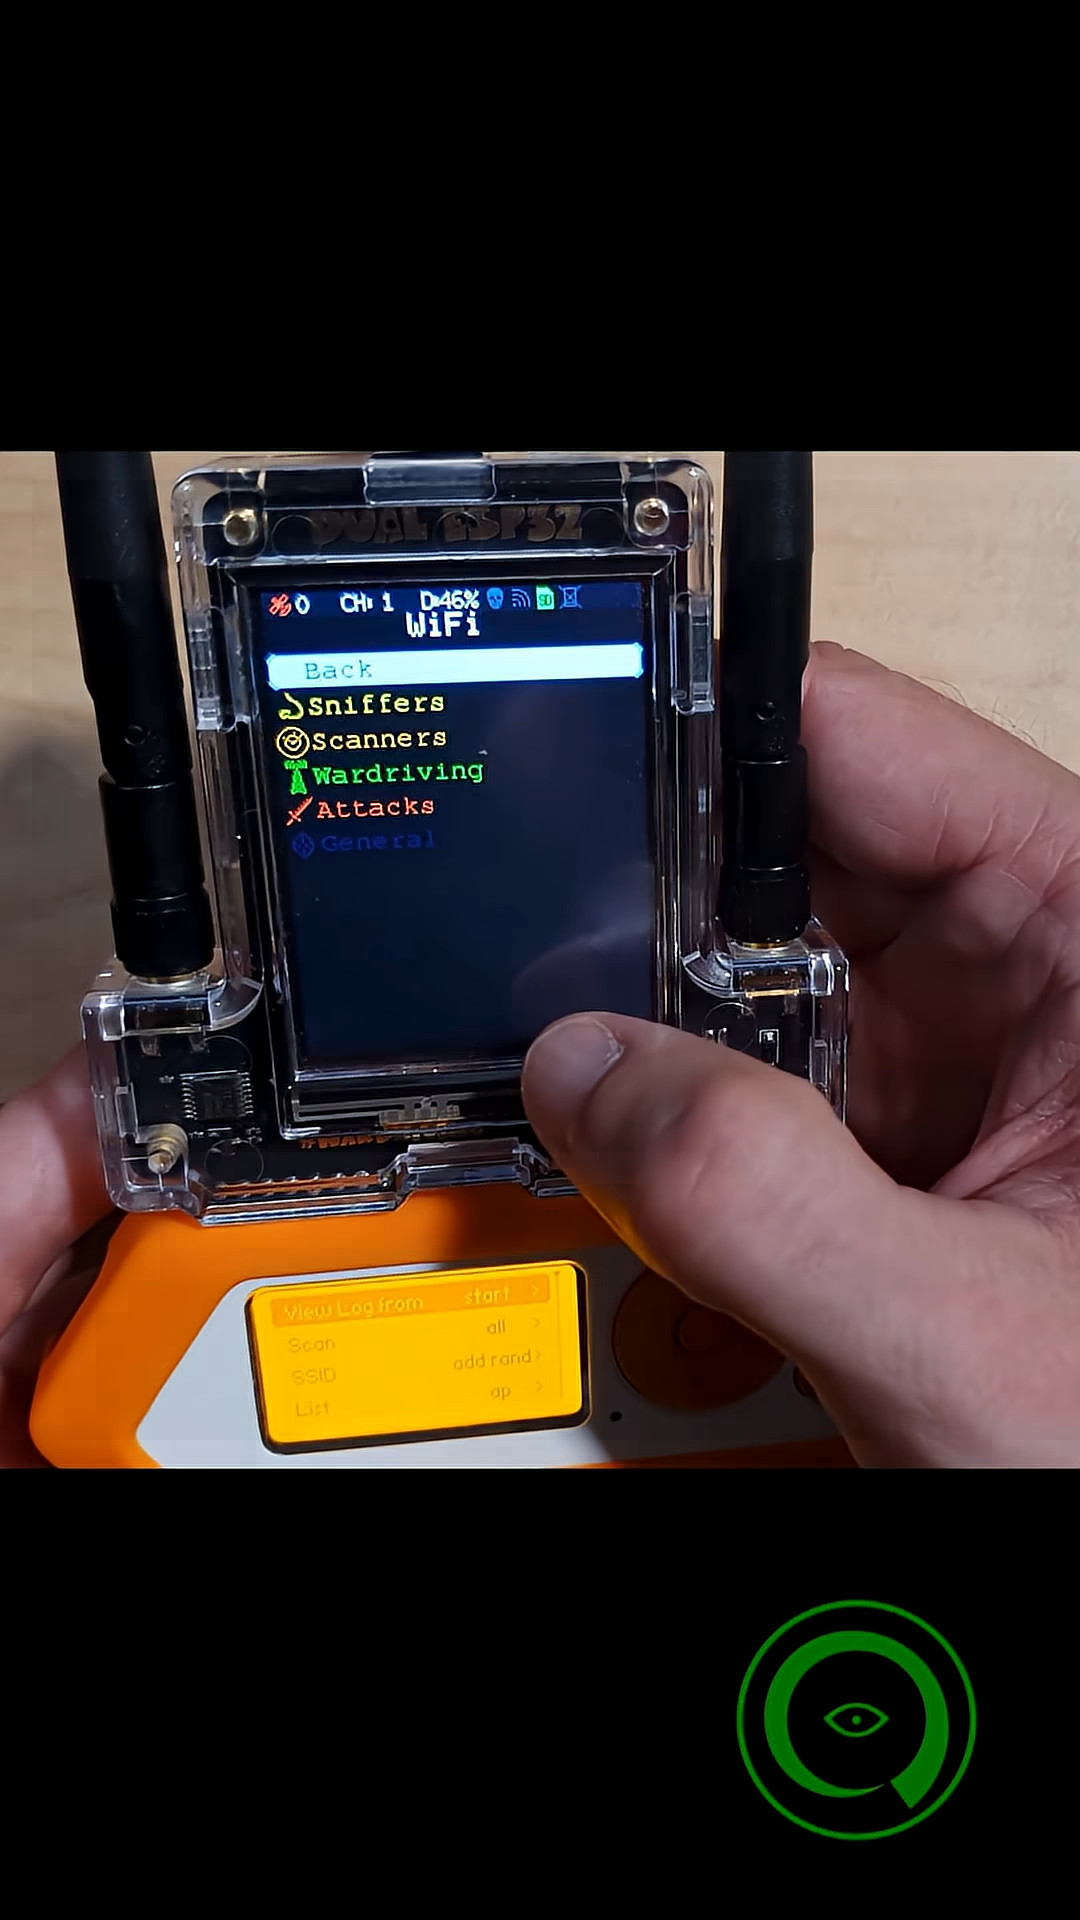 DUAL ESP32
0 CH: 1 D:46% SD
WiFi
Back
Sniffers
Scanners
Wardriving
Attacks
General
View Log from start >
Scan all >
SSID add rand >
List ap >